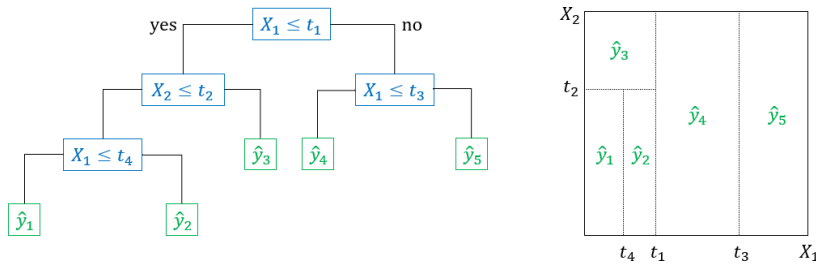 yes
X₁ ≤ t₁
no
X₂ ≤ t₂
X₁ ≤ t₃
X₁ ≤ t₄
ŷ₃
ŷ₄
ŷ₅
ŷ₁
ŷ₂
X₂
ŷ₃
t₂
ŷ₄
ŷ₅
ŷ₁
ŷ₂
t₄
t₁
t₃
X₁